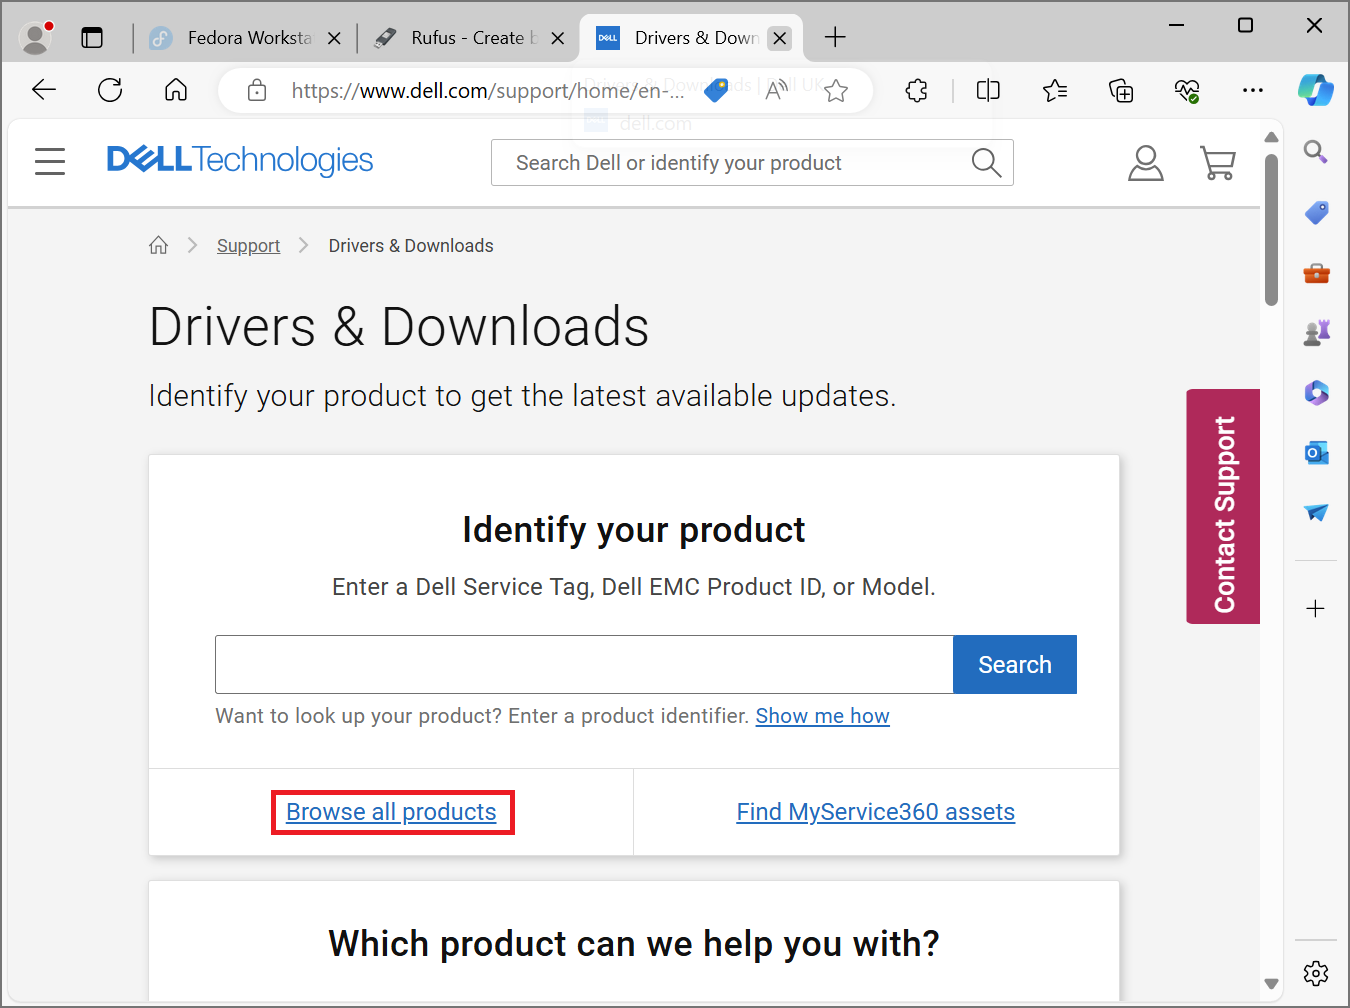 Fedora Worksta
Rufus - Create b
DELL
Drivers & Down
https://www.dell.com/support/home/en-...
Drivers & Downloads | Dell UK
dell.com
DELL Technologies
Search Dell or identify your product
Support
Drivers & Downloads
Drivers & Downloads
Identify your product to get the latest available updates.
Contact Support
Identify your product
Enter a Dell Service Tag, Dell EMC Product ID, or Model.
Search
Want to look up your product? Enter a product identifier. Show me how
Browse all products
Find MyService360 assets
Which product can we help you with?